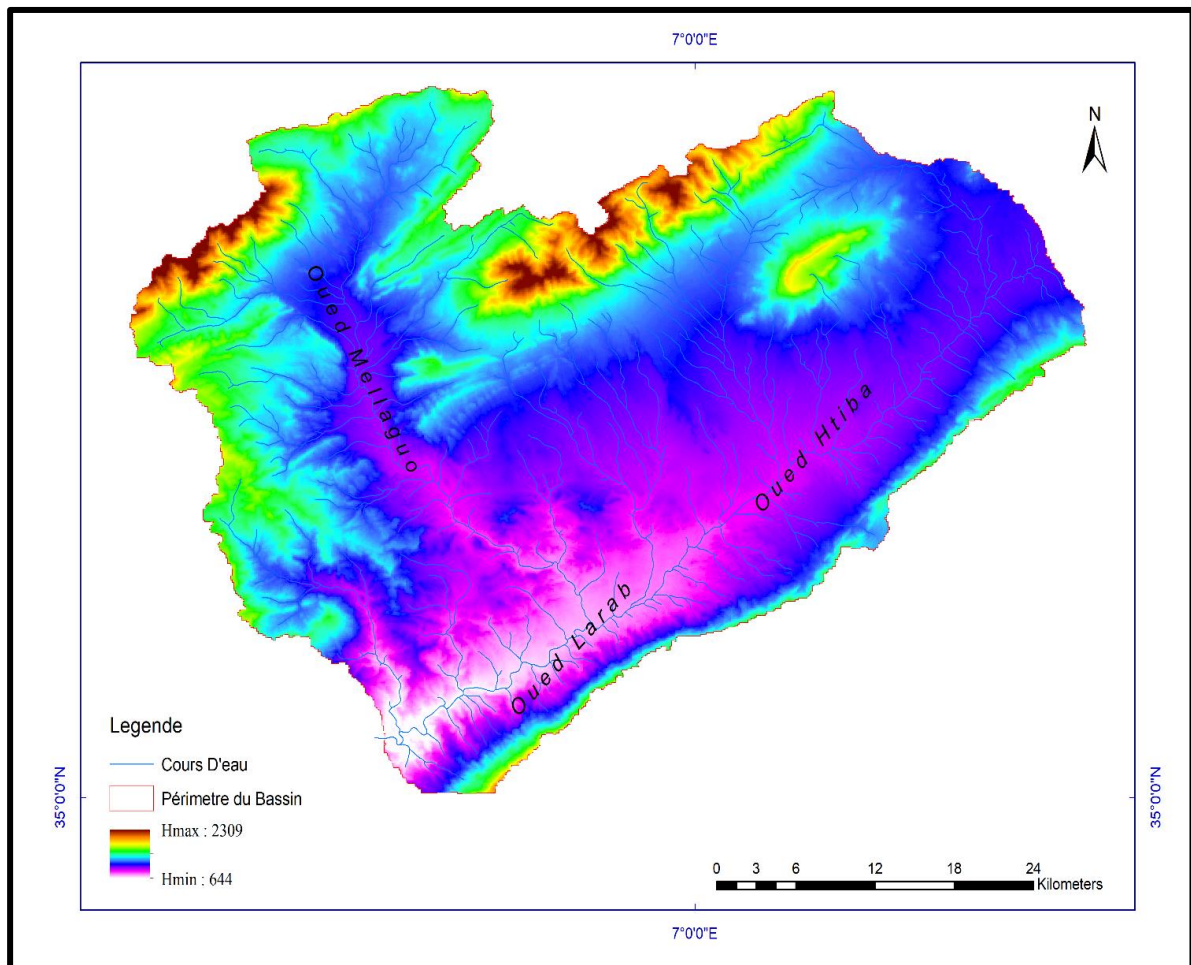 7°0'0"E
N
Oued Mellaguo
Oued Htiba
Oued Larab
Legende
Cours D'eau
Périmetre du Bassin
Hmax : 2309
Hmin : 644
35°0'0"N
35°0'0"N
0 3 6 12 18 24
Kilometers
7°0'0"E